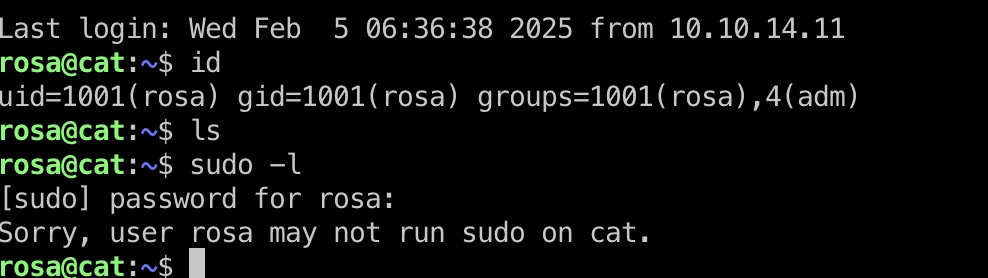 Last login: Wed Feb  5 06:36:38 2025 from 10.10.14.11
rosa@cat:~$ id
uid=1001(rosa) gid=1001(rosa) groups=1001(rosa),4(adm)
rosa@cat:~$ ls
rosa@cat:~$ sudo -l
[sudo] password for rosa:
Sorry, user rosa may not run sudo on cat.
rosa@cat:~$